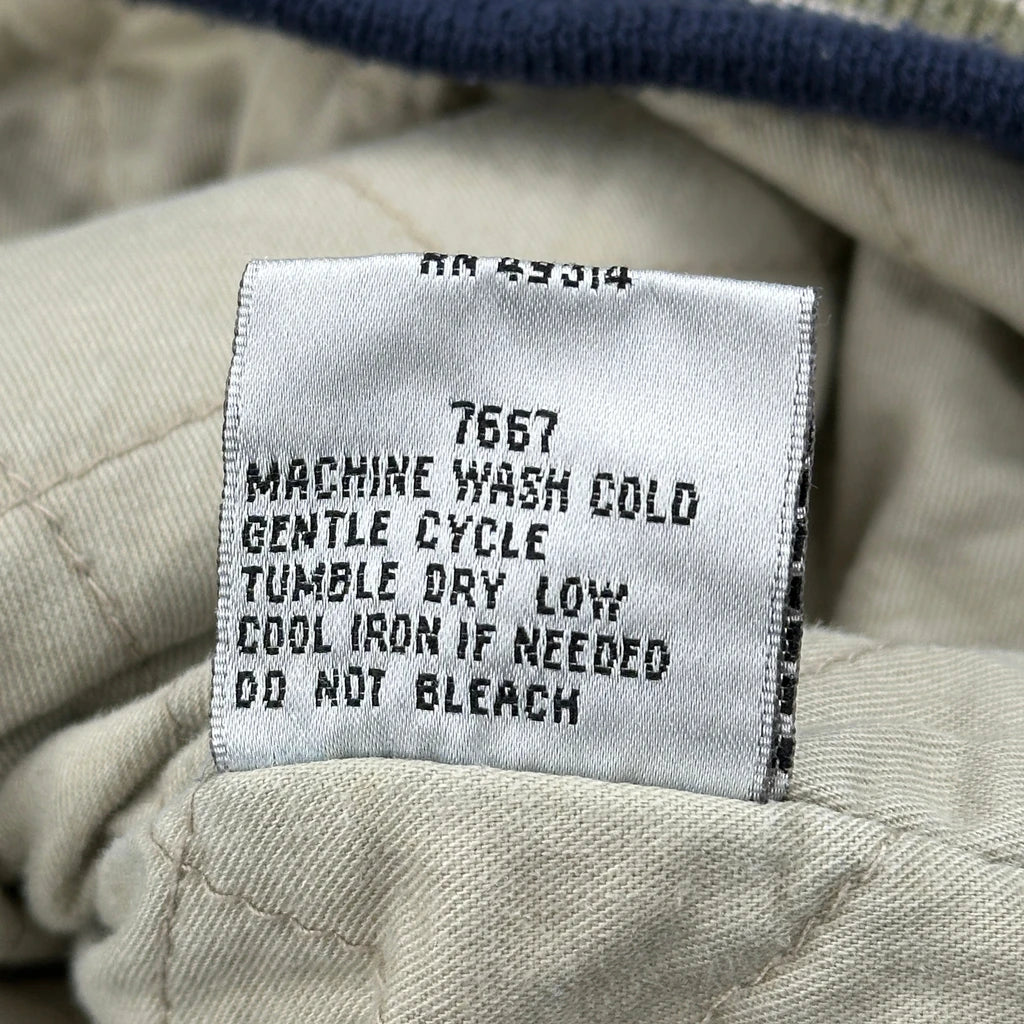 RN 49314
7667
MACHINE WASH COLD
GENTLE CYCLE
TUMBLE DRY LOW
COOL IRON IF NEEDED
DO NOT BLEACH